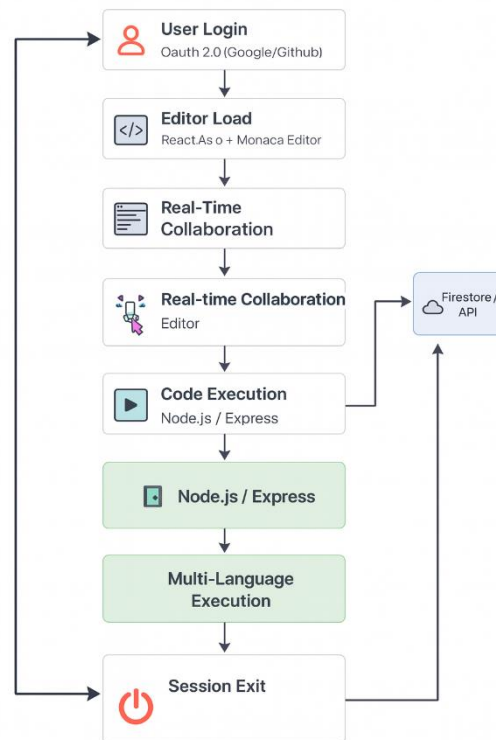 User Login
Oauth 2.0 (Google/Github)
</>
Editor Load
React.As o + Monaca Editor
Real-Time
Collaboration
Real-time Collaboration
Editor
Firestore /
API
Code Execution
Node.js / Express
Node.js / Express
Multi-Language
Execution
Session Exit